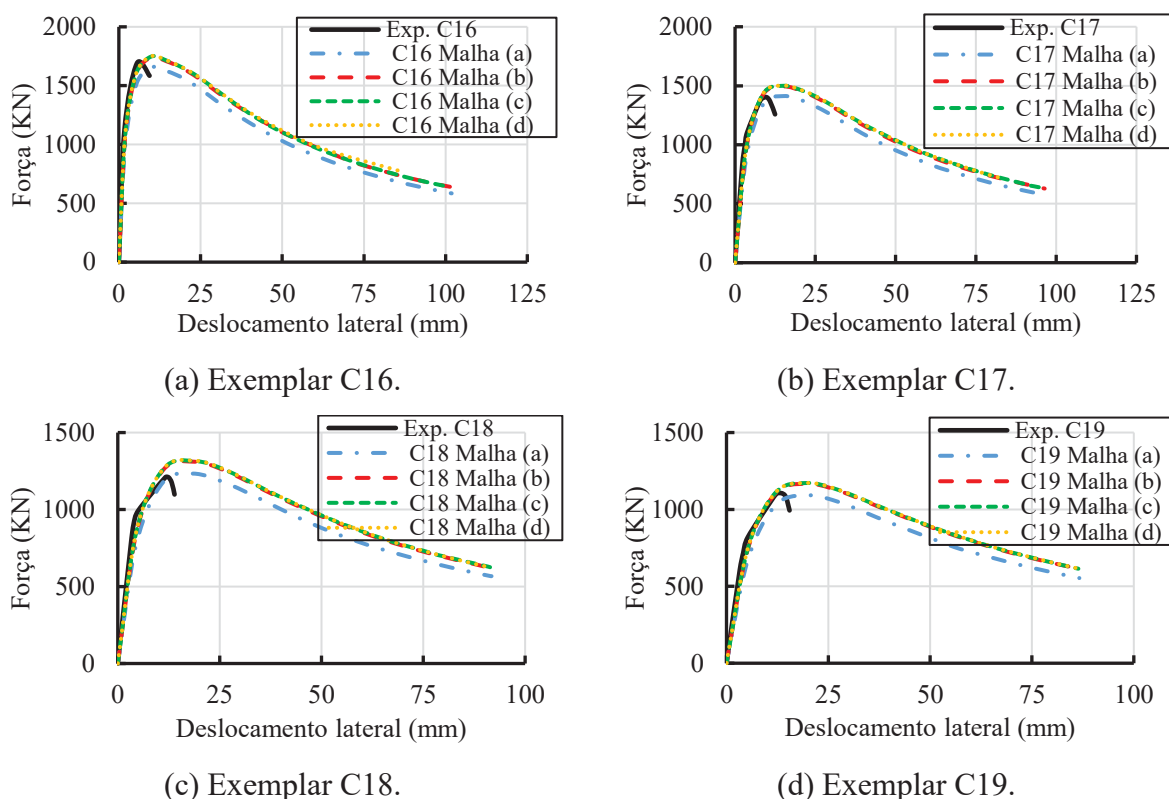 2000
1500
1000
500
0
Força (KN)
0 25 50 75 100 125
Deslocamento lateral (mm)
Exp. C16
C16 Malha (a)
C16 Malha (b)
C16 Malha (c)
C16 Malha (d)
(a) Exemplar C16.
2000
1500
1000
500
0
Força (KN)
0 25 50 75 100 125
Deslocamento lateral (mm)
Exp. C17
C17 Malha (a)
C17 Malha (b)
C17 Malha (c)
C17 Malha (d)
(b) Exemplar C17.
1500
1000
500
0
Força (KN)
0 25 50 75 100
Deslocamento lateral (mm)
Exp. C18
C18 Malha (a)
C18 Malha (b)
C18 Malha (c)
C18 Malha (d)
(c) Exemplar C18.
1500
1000
500
0
Força (KN)
0 25 50 75 100
Deslocamento lateral (mm)
Exp. C19
C19 Malha (a)
C19 Malha (b)
C19 Malha (c)
C19 Malha (d)
(d) Exemplar C19.